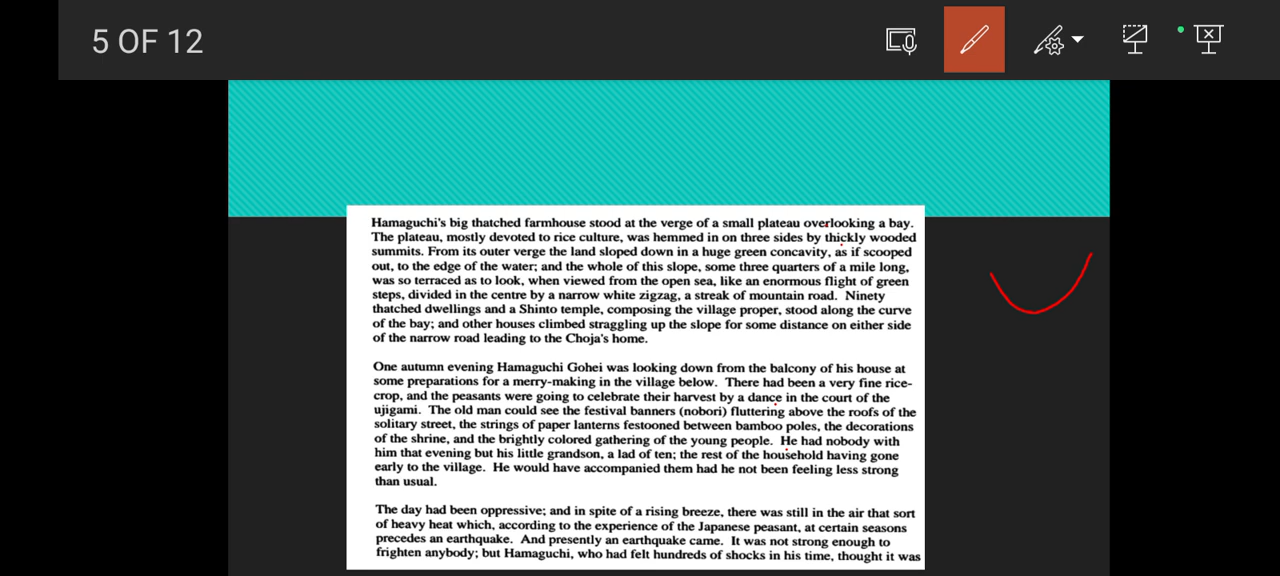 5 OF 12
Hamaguchi's big thatched farmhouse stood at the verge of a small plateau overlooking a bay.
The plateau, mostly devoted to rice culture, was hemmed in on three sides by thickly wooded
summits. From its outer verge the land sloped down in a huge green concavity, as if scooped
out, to the edge of the water; and the whole of this slope, some three quarters of a mile long,
was so terraced as to look, when viewed from the open sea, like an enormous flight of green
steps, divided in the centre by a narrow white zigzag, a streak of mountain road. Ninety
thatched dwellings and a Shinto temple, composing the village proper, stood along the curve
of the bay; and other houses climbed straggling up the slope for some distance on either side
of the narrow road leading to the Choja's home.
One autumn evening Hamaguchi Gohei was looking down from the balcony of his house at
some preparations for a merry-making in the village below. There had been a very fine rice-
crop, and the peasants were going to celebrate their harvest by a dance in the court of the
ujigami. The old man could see the festival banners (nobori) fluttering above the roofs of the
solitary street, the strings of paper lanterns festooned between bamboo poles, the decorations
of the shrine, and the brightly colored gathering of the young people. He had nobody with
him that evening but his little grandson, a lad of ten; the rest of the household having gone
early to the village. He would have accompanied them had he not been feeling less strong
than usual.
The day had been oppressive; and in spite of a rising breeze, there was still in the air that sort
of heavy heat which, according to the experience of the Japanese peasant, at certain seasons
precedes an earthquake. And presently an earthquake came. It was not strong enough to
frighten anybody; but Hamaguchi, who had felt hundreds of shocks in his time, thought it was